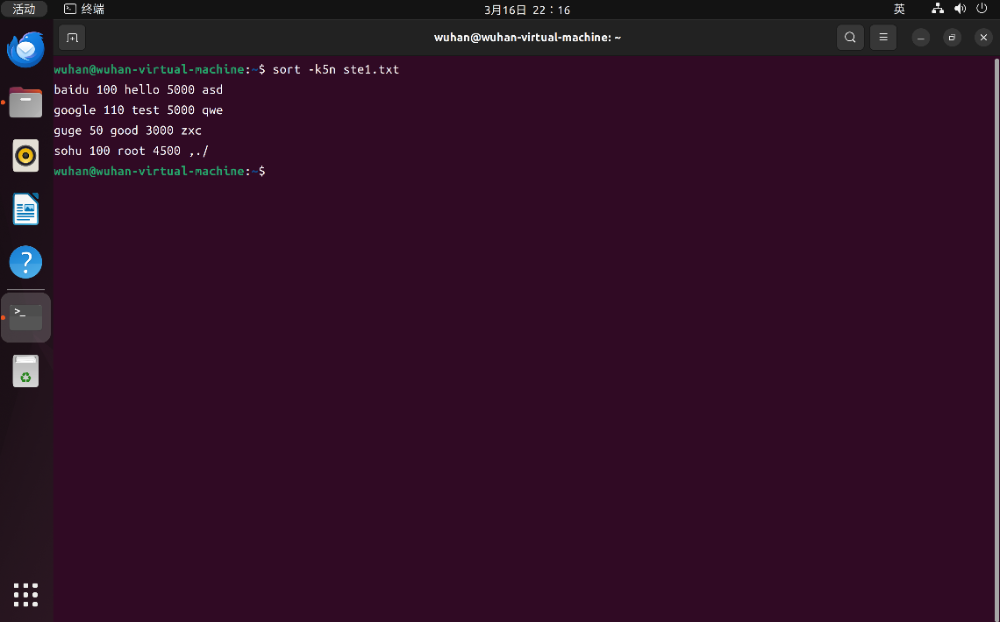 活动
终端
3月16日 22：16
英
wuhan@wuhan-virtual-machine: ~
wuhan@wuhan-virtual-machine:~$ sort -k5n ste1.txt
baidu 100 hello 5000 asd
google 110 test 5000 qwe
guge 50 good 3000 zxc
sohu 100 root 4500 ,./
wuhan@wuhan-virtual-machine:~$